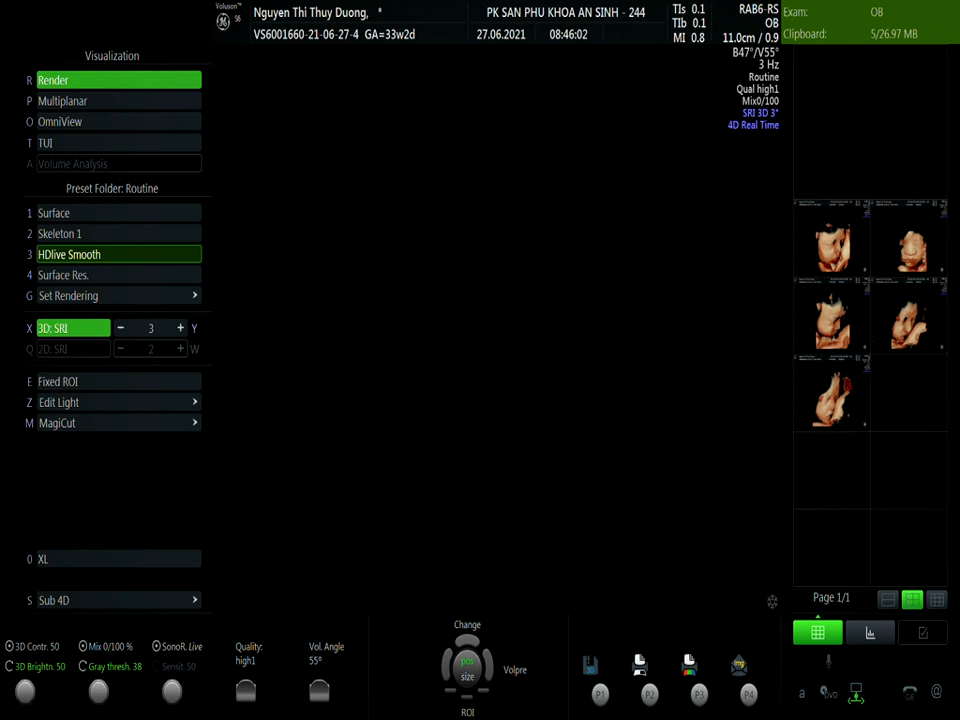 Voluson™
S6
Nguyen Thi Thuy Duong, *
VS6001660-21-06-27-4 GA=33w2d
PK SAN PHU KHOA AN SINH - 244
27.06.2021 08:46:02
TIs 0.1
TIb 0.1
MI 0.8
RAB6-RS
OB
11.0cm / 0.9
B47°/V55°
3 Hz
Routine
Qual high1
Mix0/100
SRI 3D 3*
4D Real Time
Exam: OB
Clipboard: 5/26.97 MB
Visualization
R Render
P Multiplanar
O OmniView
T TUI
A Volume Analysis
Preset Folder: Routine
1 Surface
2 Skeleton 1
3 HDlive Smooth
4 Surface Res.
G Set Rendering >
X 3D: SRI − 3 + Y
Q 2D: SRI − 2 + W
E Fixed ROI
Z Edit Light >
M MagiCut >
0 XL
S Sub 4D >
3D Contr. 50 Mix 0/100 % SonoR. Live
3D Brightn. 50 Gray thresh. 38 Sensit. 50
Quality:
high1
Vol. Angle
55°
Change
pos
size
Volpre
ROI
3D
img
P1 P2 P3 P4
Page 1/1
a DVD GE @